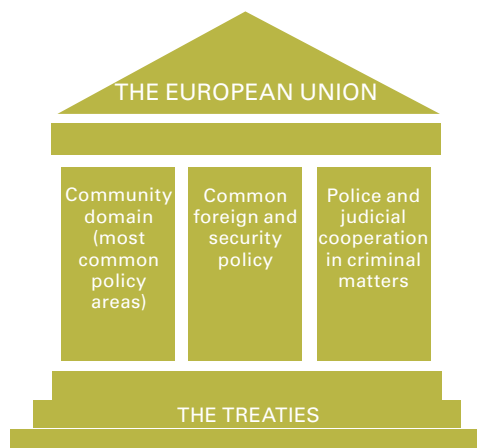 THE EUROPEAN UNION
Community
domain
(most
common
policy
areas)
Common
foreign and
security
policy
Police and
judicial
cooperation
in criminal
matters
THE TREATIES